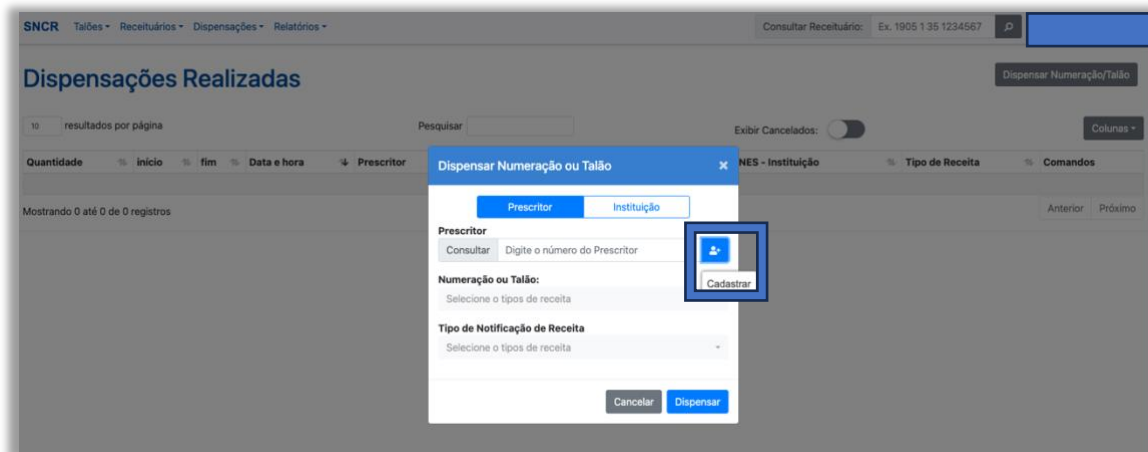 SNCR Talões Receituários Dispensações Relatórios Consultar Receituário: Ex. 1905 1 35 1234567
Dispensações Realizadas Dispensar Numeração/Talão
10 resultados por página Pesquisar Exibir Cancelados: Colunas
Quantidade início fim Data e hora Prescritor NES - Instituição Tipo de Receita Comandos
Mostrando 0 até 0 de 0 registros Anterior Próximo
Dispensar Numeração ou Talão ×
Prescritor Instituição
Prescritor
Consultar Digite o número do Prescritor
Cadastrar
Numeração ou Talão:
Selecione o tipos de receita
Tipo de Notificação de Receita
Selecione o tipos de receita
Cancelar Dispensar